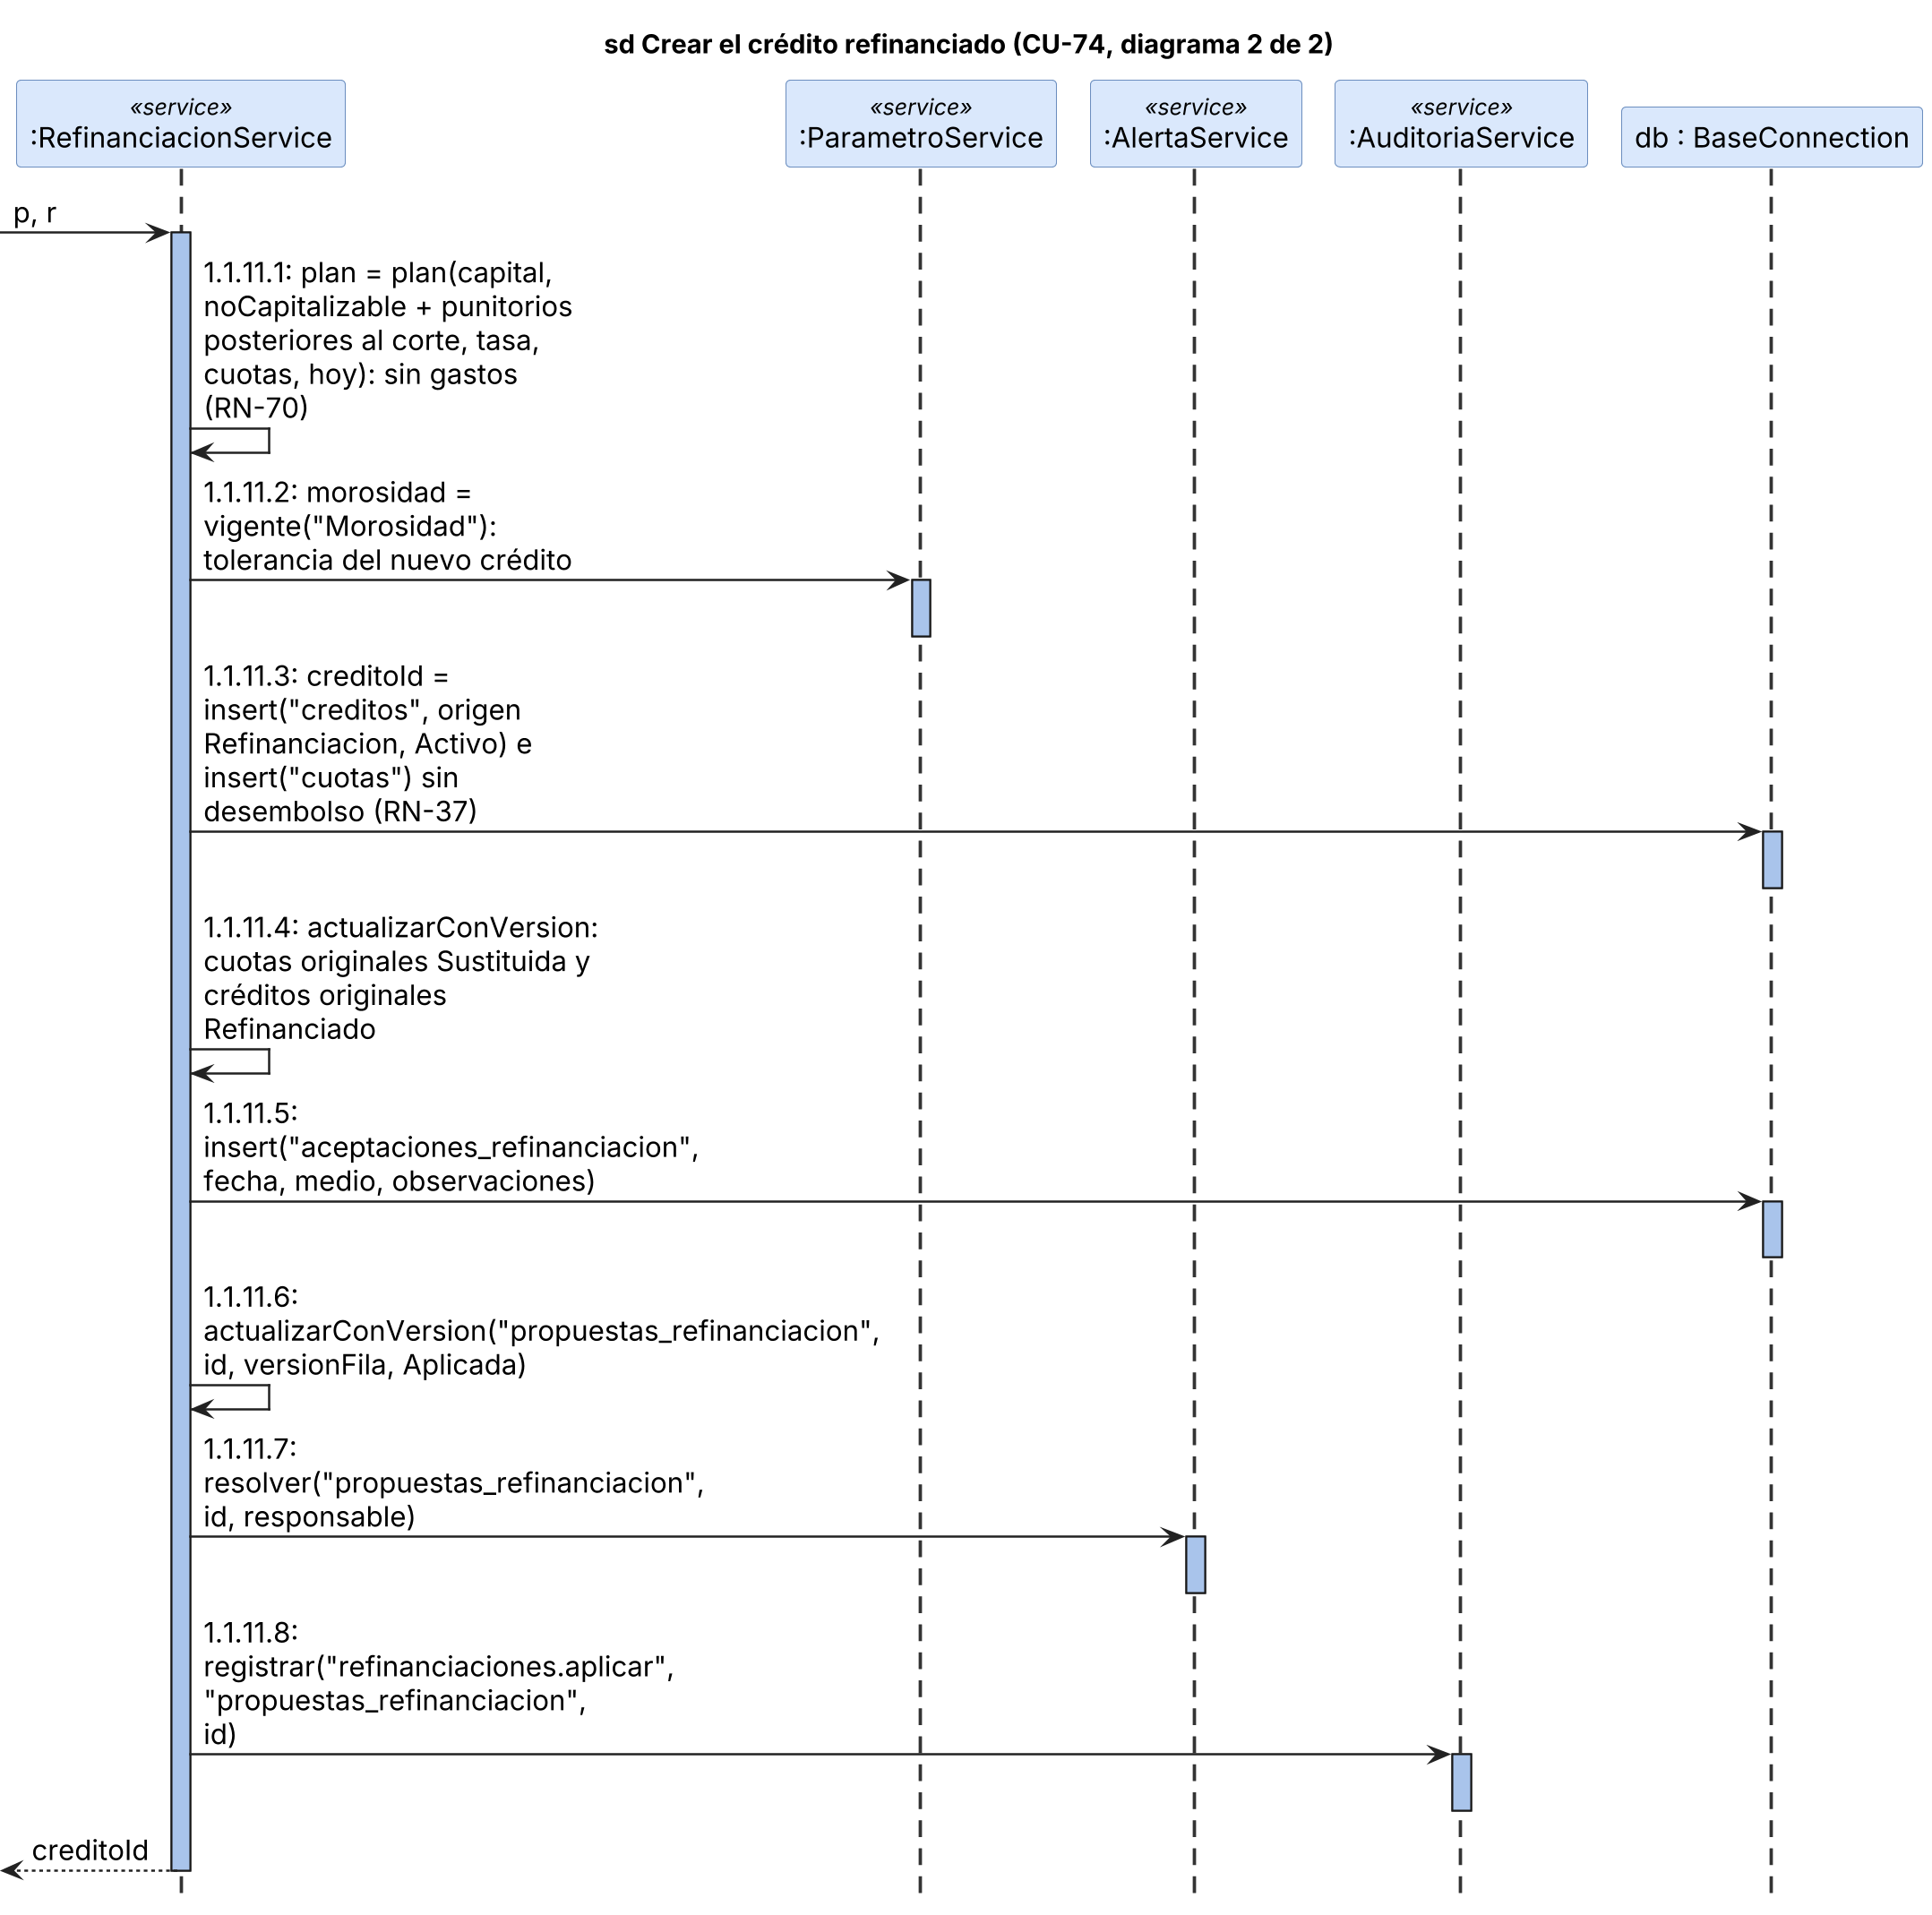 sd Crear el crédito refinanciado (CU-74, diagrama 2 de 2)
«service»
:RefinanciacionService
«service»
:ParametroService
«service»
:AlertaService
«service»
:AuditoriaService
db : BaseConnection
p, r
1.1.11.1: plan = plan(capital,
noCapitalizable + punitorios
posteriores al corte, tasa,
cuotas, hoy): sin gastos
(RN-70)
1.1.11.2: morosidad =
vigente("Morosidad"):
tolerancia del nuevo crédito
1.1.11.3: creditoId =
insert("creditos", origen
Refinanciacion, Activo) e
insert("cuotas") sin
desembolso (RN-37)
1.1.11.4: actualizarConVersion:
cuotas originales Sustituida y
créditos originales
Refinanciado
1.1.11.5:
insert("aceptaciones_refinanciacion",
fecha, medio, observaciones)
1.1.11.6:
actualizarConVersion("propuestas_refinanciacion",
id, versionFila, Aplicada)
1.1.11.7:
resolver("propuestas_refinanciacion",
id, responsable)
1.1.11.8:
registrar("refinanciaciones.aplicar",
"propuestas_refinanciacion",
id)
creditoId